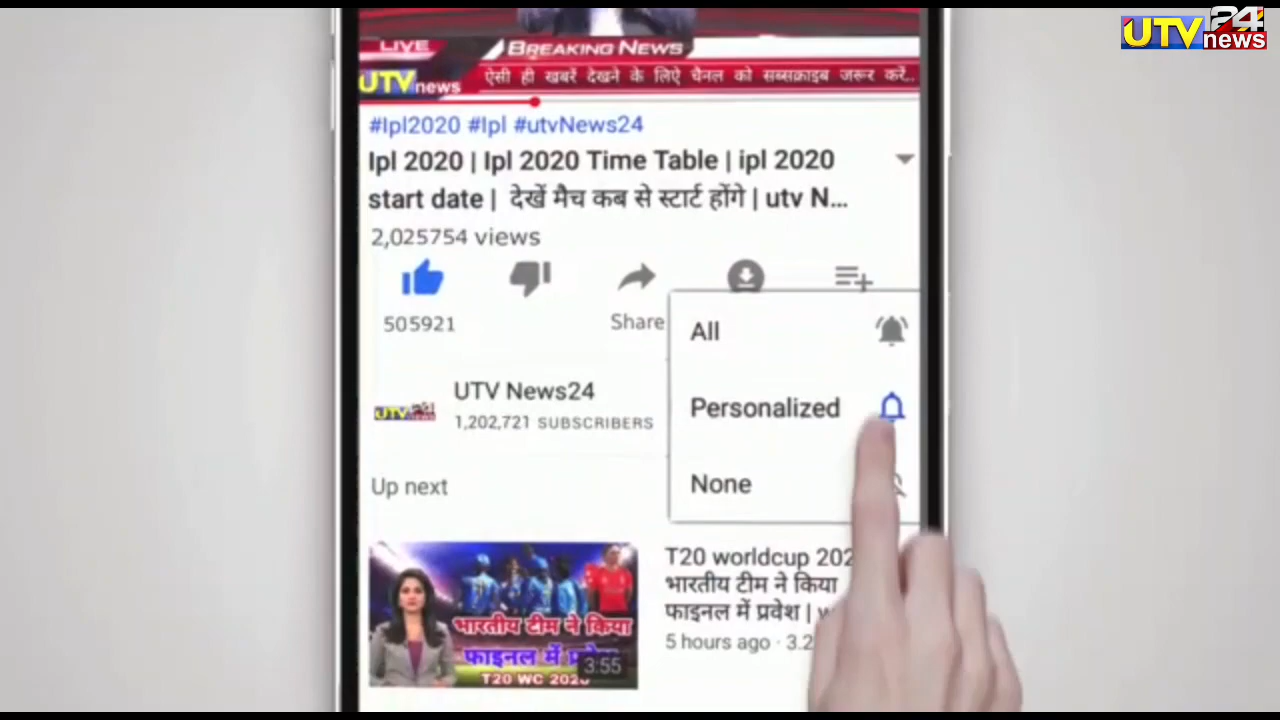 UTV 24 news
LIVE BREAKING NEWS
UTV news ऐसी ही खबरें देखने के लिऐ चैनल को सब्सक्राइब जरूर करें..
#Ipl2020 #Ipl #utvNews24
Ipl 2020 | Ipl 2020 Time Table | ipl 2020
start date | देखें मैच कब से स्टार्ट होंगे | utv N...
2,025754 views
505921
Share
All
Personalized
None
UTV News24
1,202,721 SUBSCRIBERS
Up next
भारतीय टीम ने किया
फाइनल में
3:55
T20 WC 2020
T20 worldcup 202
भारतीय टीम ने किया
फाइनल में प्रवेश |
5 hours ago · 3.2